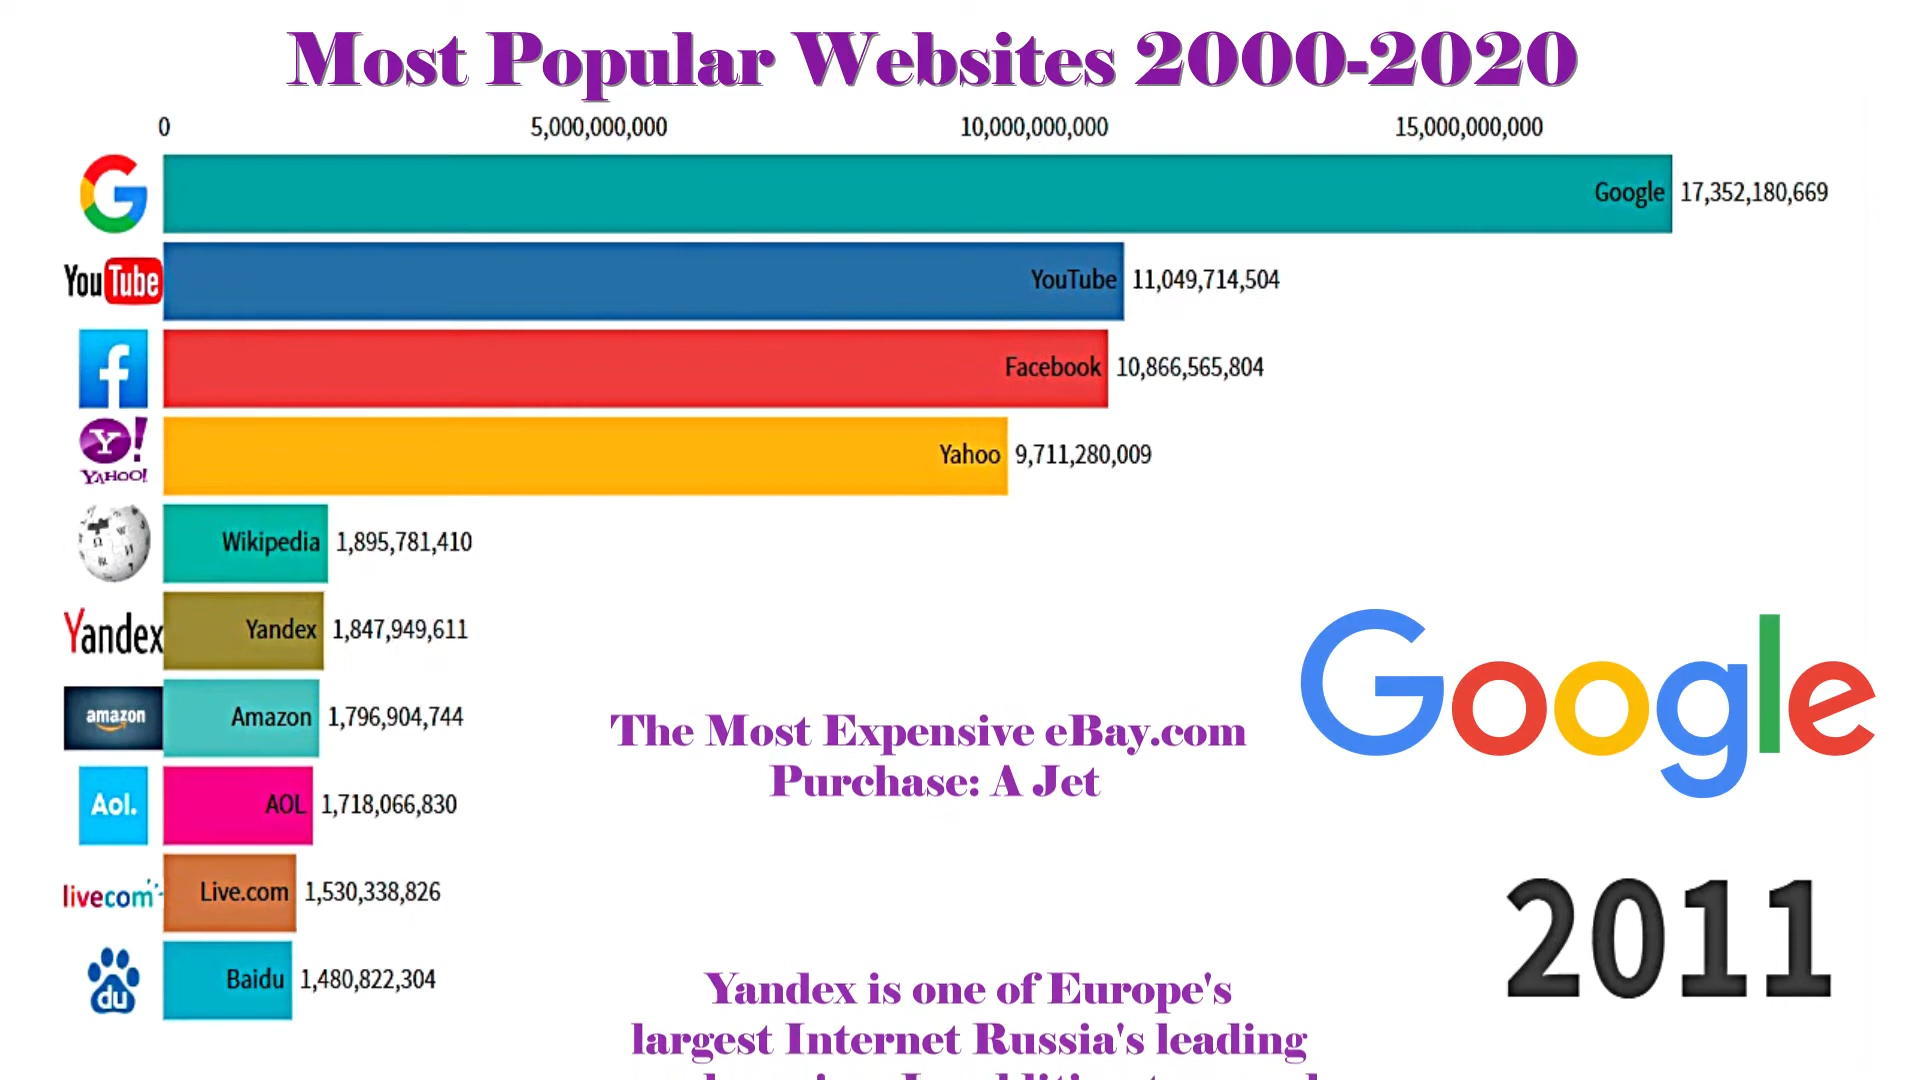 Most Popular Websites 2000-2020
0 5,000,000,000 10,000,000,000 15,000,000,000
Google 17,352,180,669
YouTube YouTube 11,049,714,504
Facebook 10,866,565,804
Y! YAHOO! Yahoo 9,711,280,009
Wikipedia 1,895,781,410
Yandex Yandex 1,847,949,611
amazon Amazon 1,796,904,744
Aol. AOL 1,718,066,830
livecom Live.com 1,530,338,826
du Baidu 1,480,822,304
The Most Expensive eBay.com
Purchase: A Jet
Google
2011
Yandex is one of Europe's
largest Internet Russia's leading